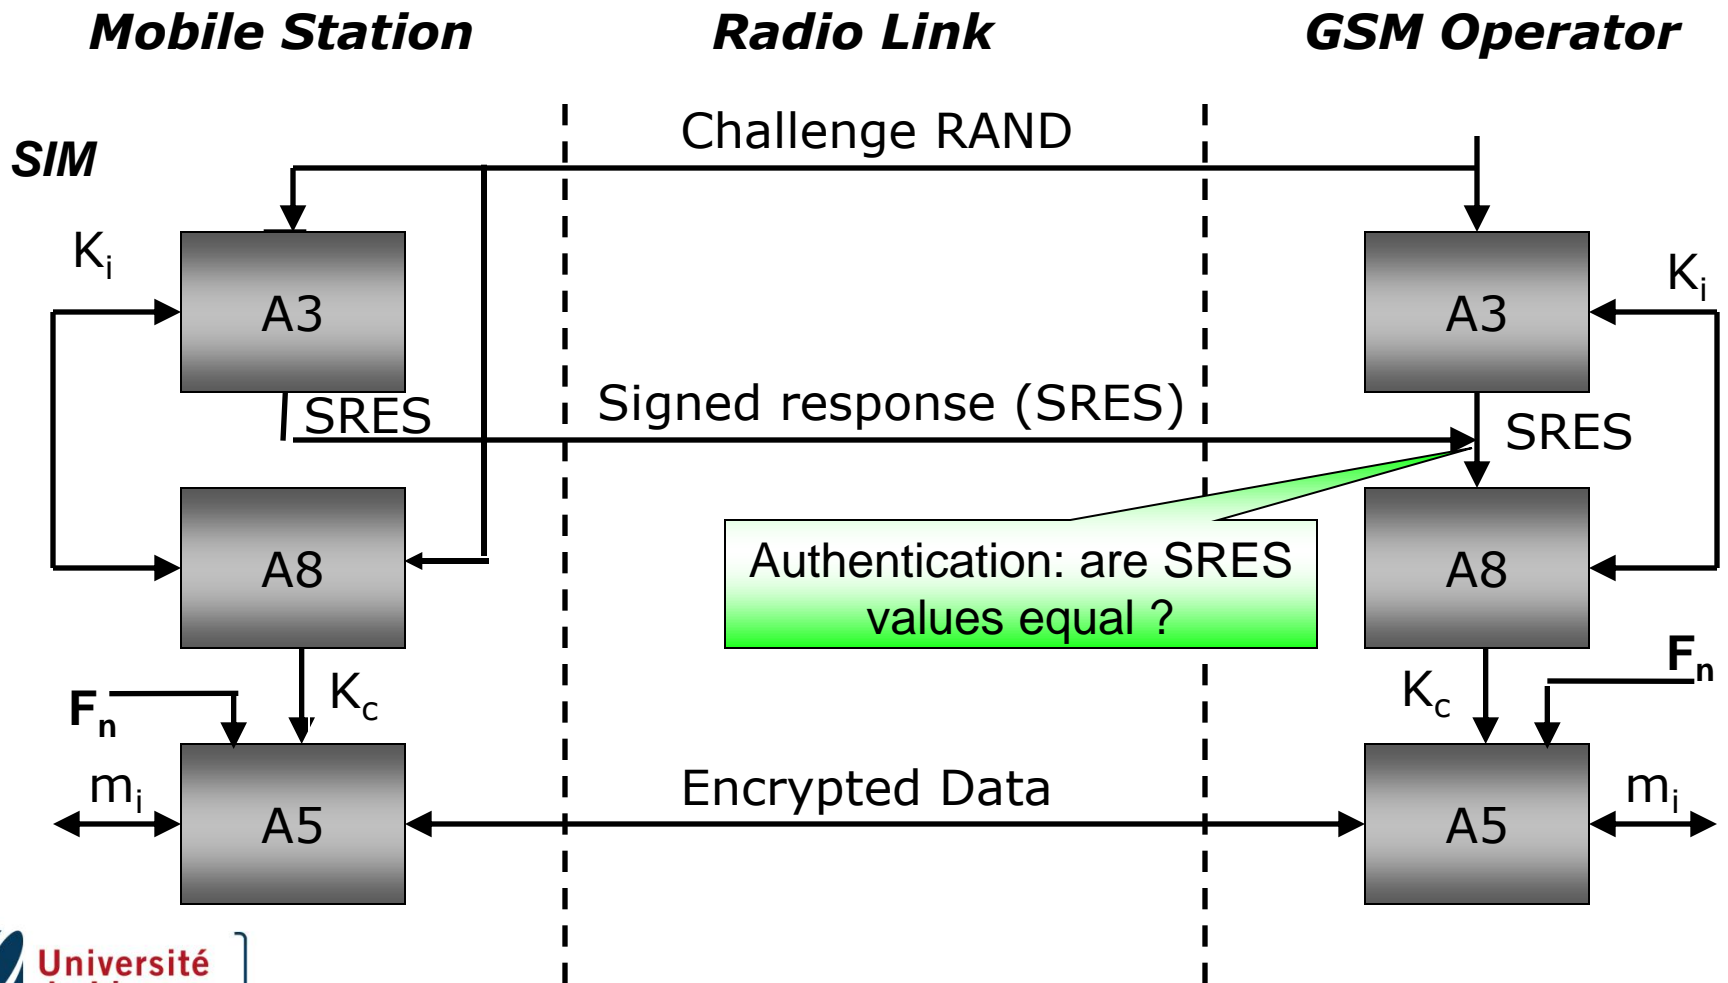 Mobile Station
Radio Link
GSM Operator
SIM
Challenge RAND
Ki
A3
A3
Ki
SRES
Signed response (SRES)
SRES
A8
Authentication: are SRES
values equal ?
A8
Fn
Kc
Kc
Fn
mi
A5
Encrypted Data
A5
mi
Université